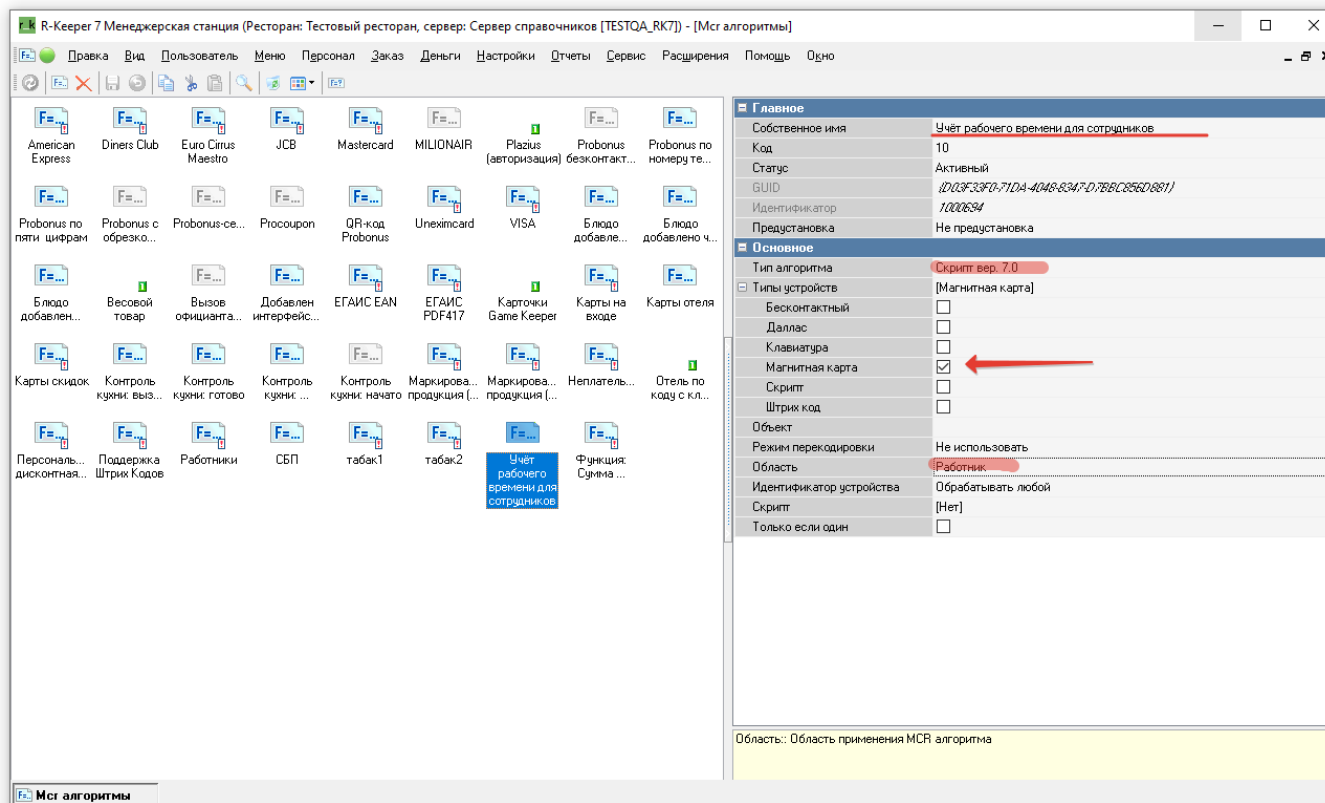 R-Keeper 7 Менеджерская станция (Ресторан: Тестовый ресторан, сервер: Сервер справочников [TESTQA_RK7]) - [Mcr алгоритмы]
Правка Вид Пользователь Меню Персонал Заказ Деньги Настройки Отчеты Сервис Расширения Помощь Окно
American Express
Diners Club
Euro Cirrus Maestro
JCB
Mastercard
MILIONAIR
Plazius (авторизация)
Probonus безконтакт...
Probonus по номеру те...
Probonus по пяти цифрам
Probonus с обрезко...
Probonus-се...
Procoupon
QR-код Probonus
Uneximcard
VISA
Блюдо добавле...
Блюдо добавлено ч...
Блюдо добавлен...
Весовой товар
Вызов официанта...
Добавлен интерфейс...
ЕГАИС EAN
ЕГАИС PDF417
Карточки Game Keeper
Карты на входе
Карты отеля
Карты скидок
Контроль кухни: выз...
Контроль кухни: готово
Контроль кухни: ...
Контроль кухни: начато
Маркирова... продукция (...
Маркирова... продукция (...
Неплатель...
Отель по коду с кл...
Персональ... дисконтная...
Поддержка Штрих Кодов
Работники
СБП
табак1
табак2
Учёт рабочего времени для сотрудников
Функция: Сумма ...
Главное
Собственное имя Учёт рабочего времени для сотрудников
Код 10
Статус Активный
GUID {D03F33F0-71DA-4048-8347-D7BBC856D881}
Идентификатор 1000694
Предустановка Не предустановка
Основное
Тип алгоритма Скрипт вер. 7.0
Типы устройств [Магнитная карта]
Бесконтактный
Даллас
Клавиатура
Магнитная карта
Скрипт
Штрих код
Объект
Режим перекодировки Не использовать
Область Работник
Идентификатор устройства Обрабатывать любой
Скрипт [Нет]
Только если один
Область:: Область применения MCR алгоритма
Mcr алгоритмы